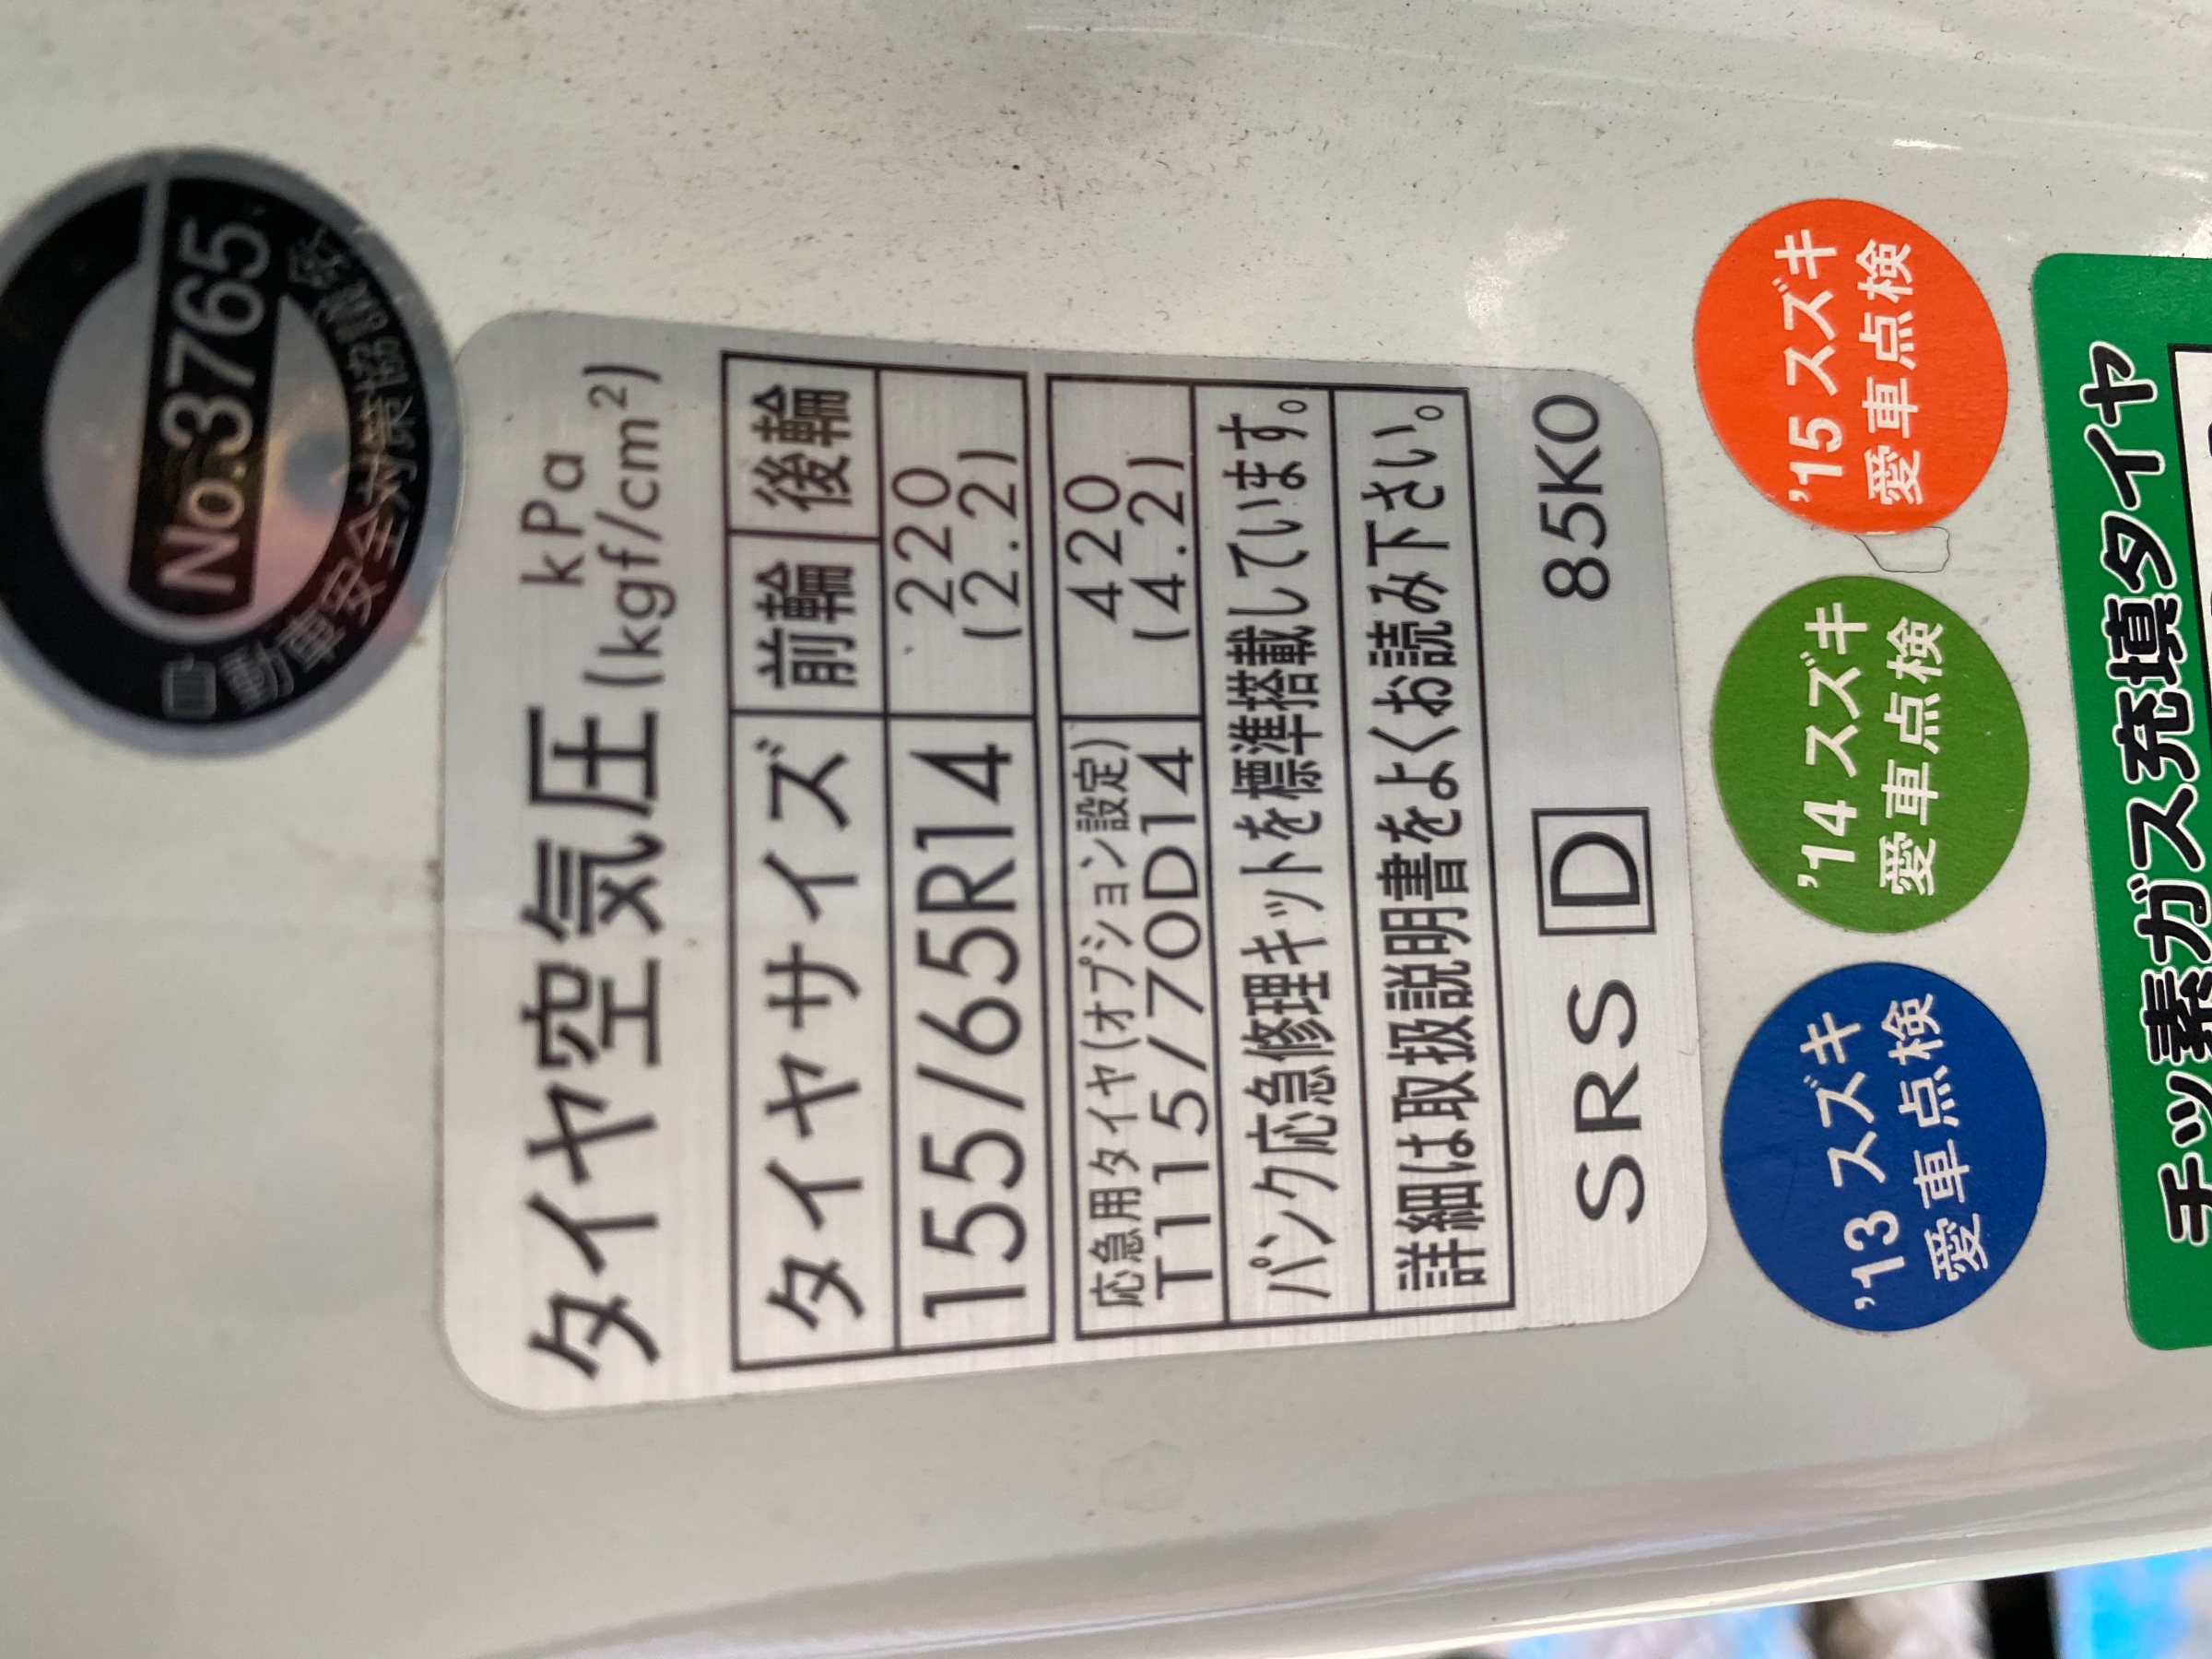 No.3765
自動車安全対策協議会
タイヤ空気圧 kPa (kgf/cm²)
タイヤサイズ 前輪 後輪
155/65R14 220 (2.2)
応急用タイヤ(オプション設定)
T115/70D14 420 (4.2)
パンク応急修理キットを標準搭載しています。
詳細は取扱説明書をよくお読み下さい。
SRS D 85K0
'13 スズキ
愛車点検
'14 スズキ
愛車点検
'15 スズキ
愛車点検
チッ素ガス充填タイヤ